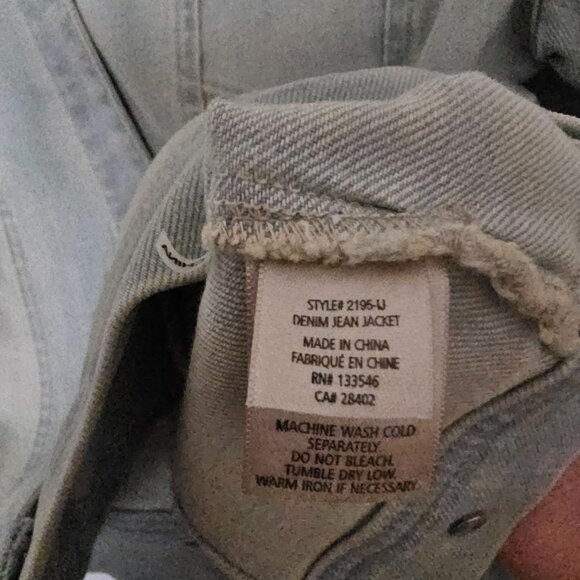 STYLE# 2195-IJ
DENIM JEAN JACKET
MADE IN CHINA
FABRIQUÉ EN CHINE
RN# 133546
CA# 28402
MACHINE WASH COLD
SEPARATELY
DO NOT BLEACH.
TUMBLE DRY LOW.
WARM IRON IF NECESSARY